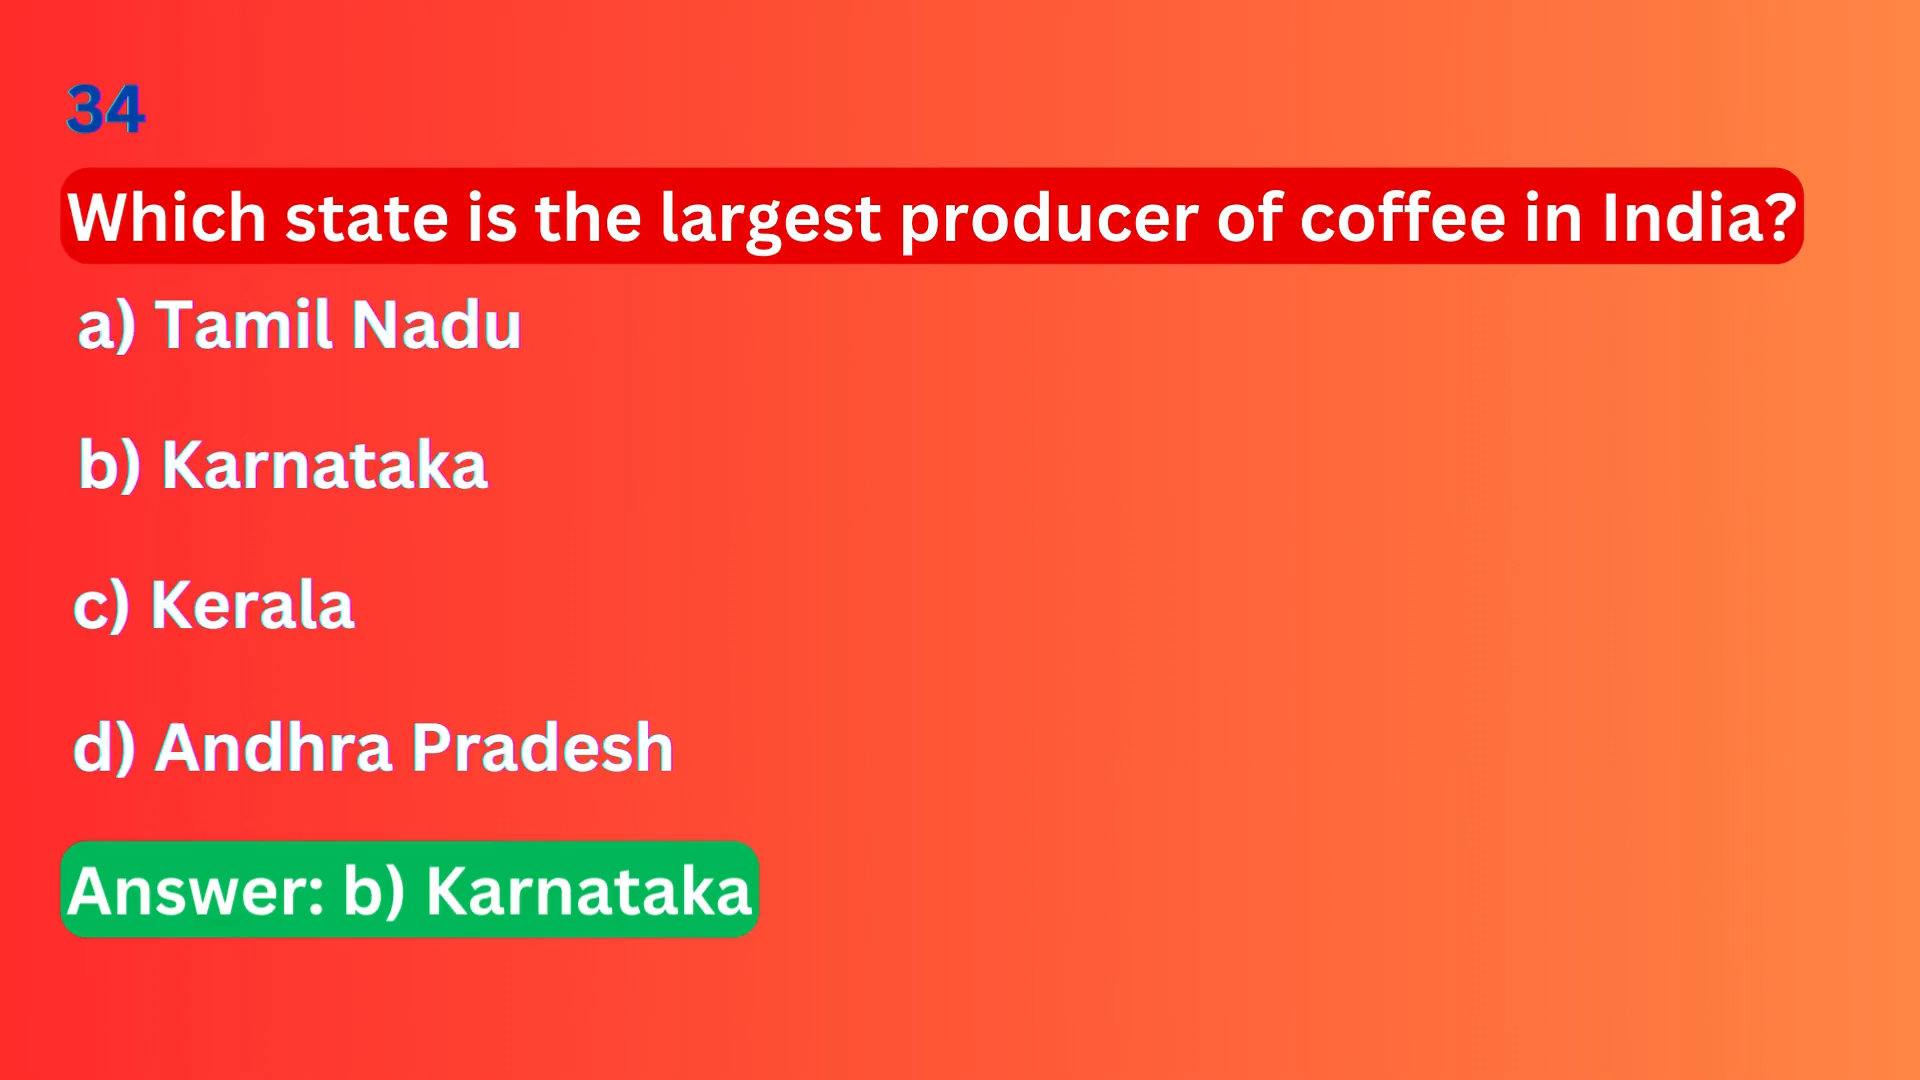 34
Which state is the largest producer of coffee in India?
a) Tamil Nadu
b) Karnataka
c) Kerala
d) Andhra Pradesh
Answer: b) Karnataka